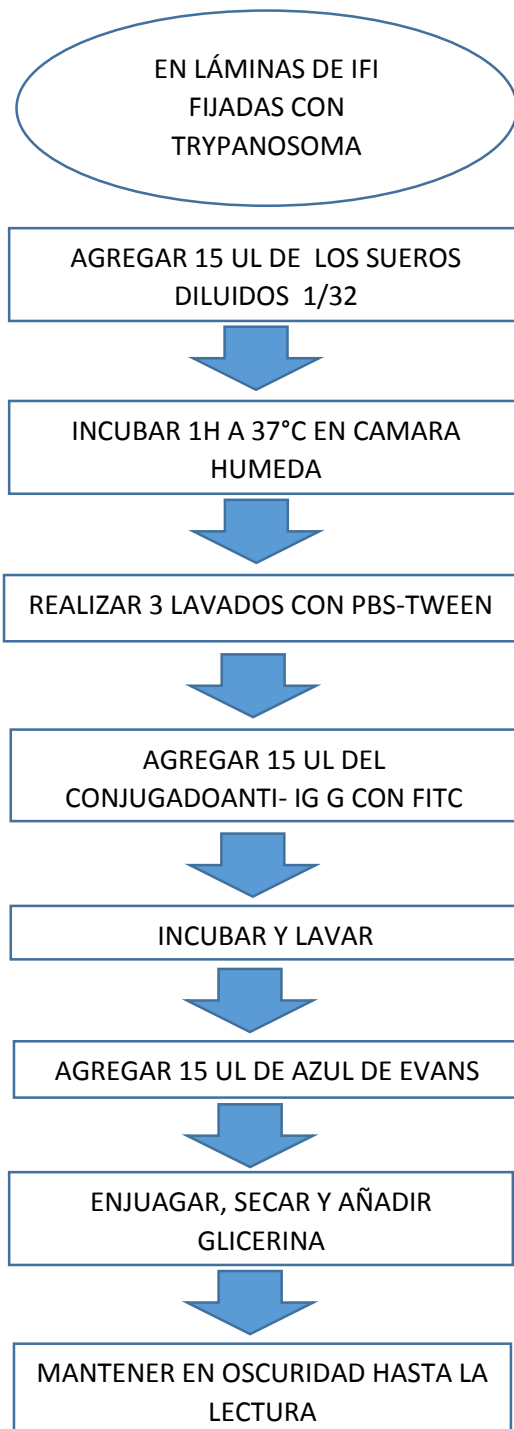 EN LÁMINAS DE IFI
FIJADAS CON
TRYPANOSOMA
AGREGAR 15 UL DE LOS SUEROS
DILUIDOS 1/32
INCUBAR 1H A 37°C EN CAMARA
HUMEDA
REALIZAR 3 LAVADOS CON PBS-TWEEN
AGREGAR 15 UL DEL
CONJUGADOANTI- IG G CON FITC
INCUBAR Y LAVAR
AGREGAR 15 UL DE AZUL DE EVANS
ENJUAGAR, SECAR Y AÑADIR
GLICERINA
MANTENER EN OSCURIDAD HASTA LA
LECTURA